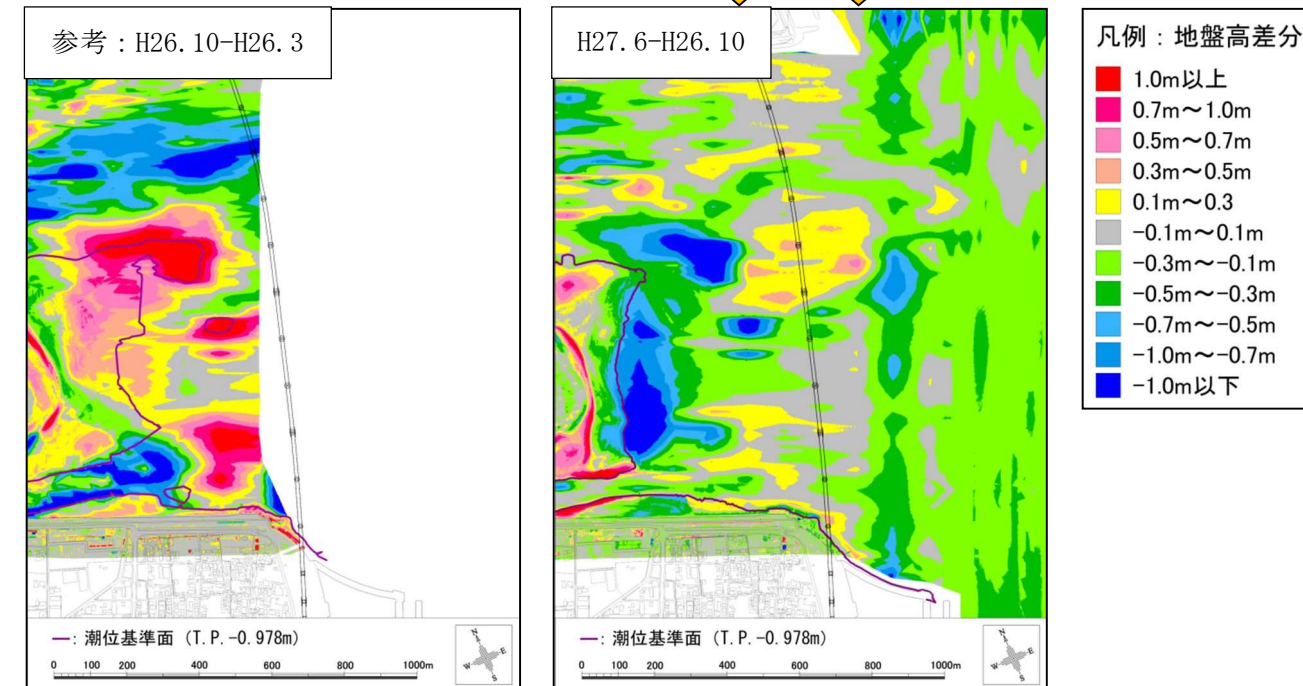 参考：H26.10-H26.3
H27.6-H26.10
凡例：地盤高差分
1.0m以上
0.7m～1.0m
0.5m～0.7m
0.3m～0.5m
0.1m～0.3
-0.1m～0.1m
-0.3m～-0.1m
-0.5m～-0.3m
-0.7m～-0.5m
-1.0m～-0.7m
-1.0m以下
―：潮位基準面（T.P.-0.978m）
0 100 200 400 600 800 1000m
N
W E
S
―：潮位基準面（T.P.-0.978m）
0 100 200 400 600 800 1000m
N
W E
S